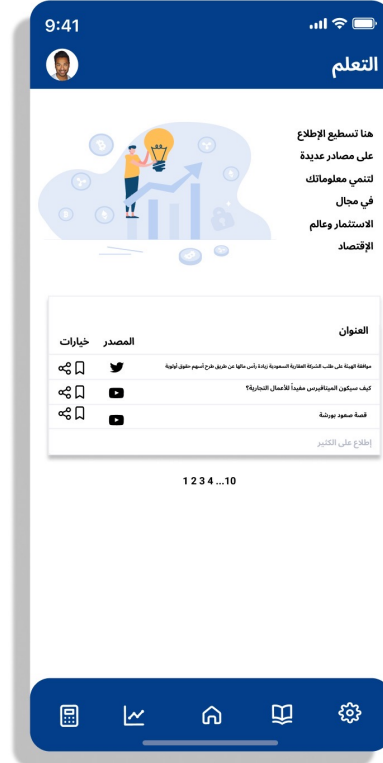 9:41
التعلم
هنا تسطيع الإطلاع
على مصادر عديدة
لتنمي معلوماتك
في مجال
الاستثمار وعالم
الإقتصاد
العنوان المصدر خيارات
موافقة الهيئة على طلب الشركة العقارية السعودية زيادة رأس مالها عن طريق طرح أسهم حقوق أولوية
كيف سيكون الميتافيرس مفيداً للأعمال التجارية؟
قصة صعود بورشة
إطلاع على الكثير
1 2 3 4 ...10